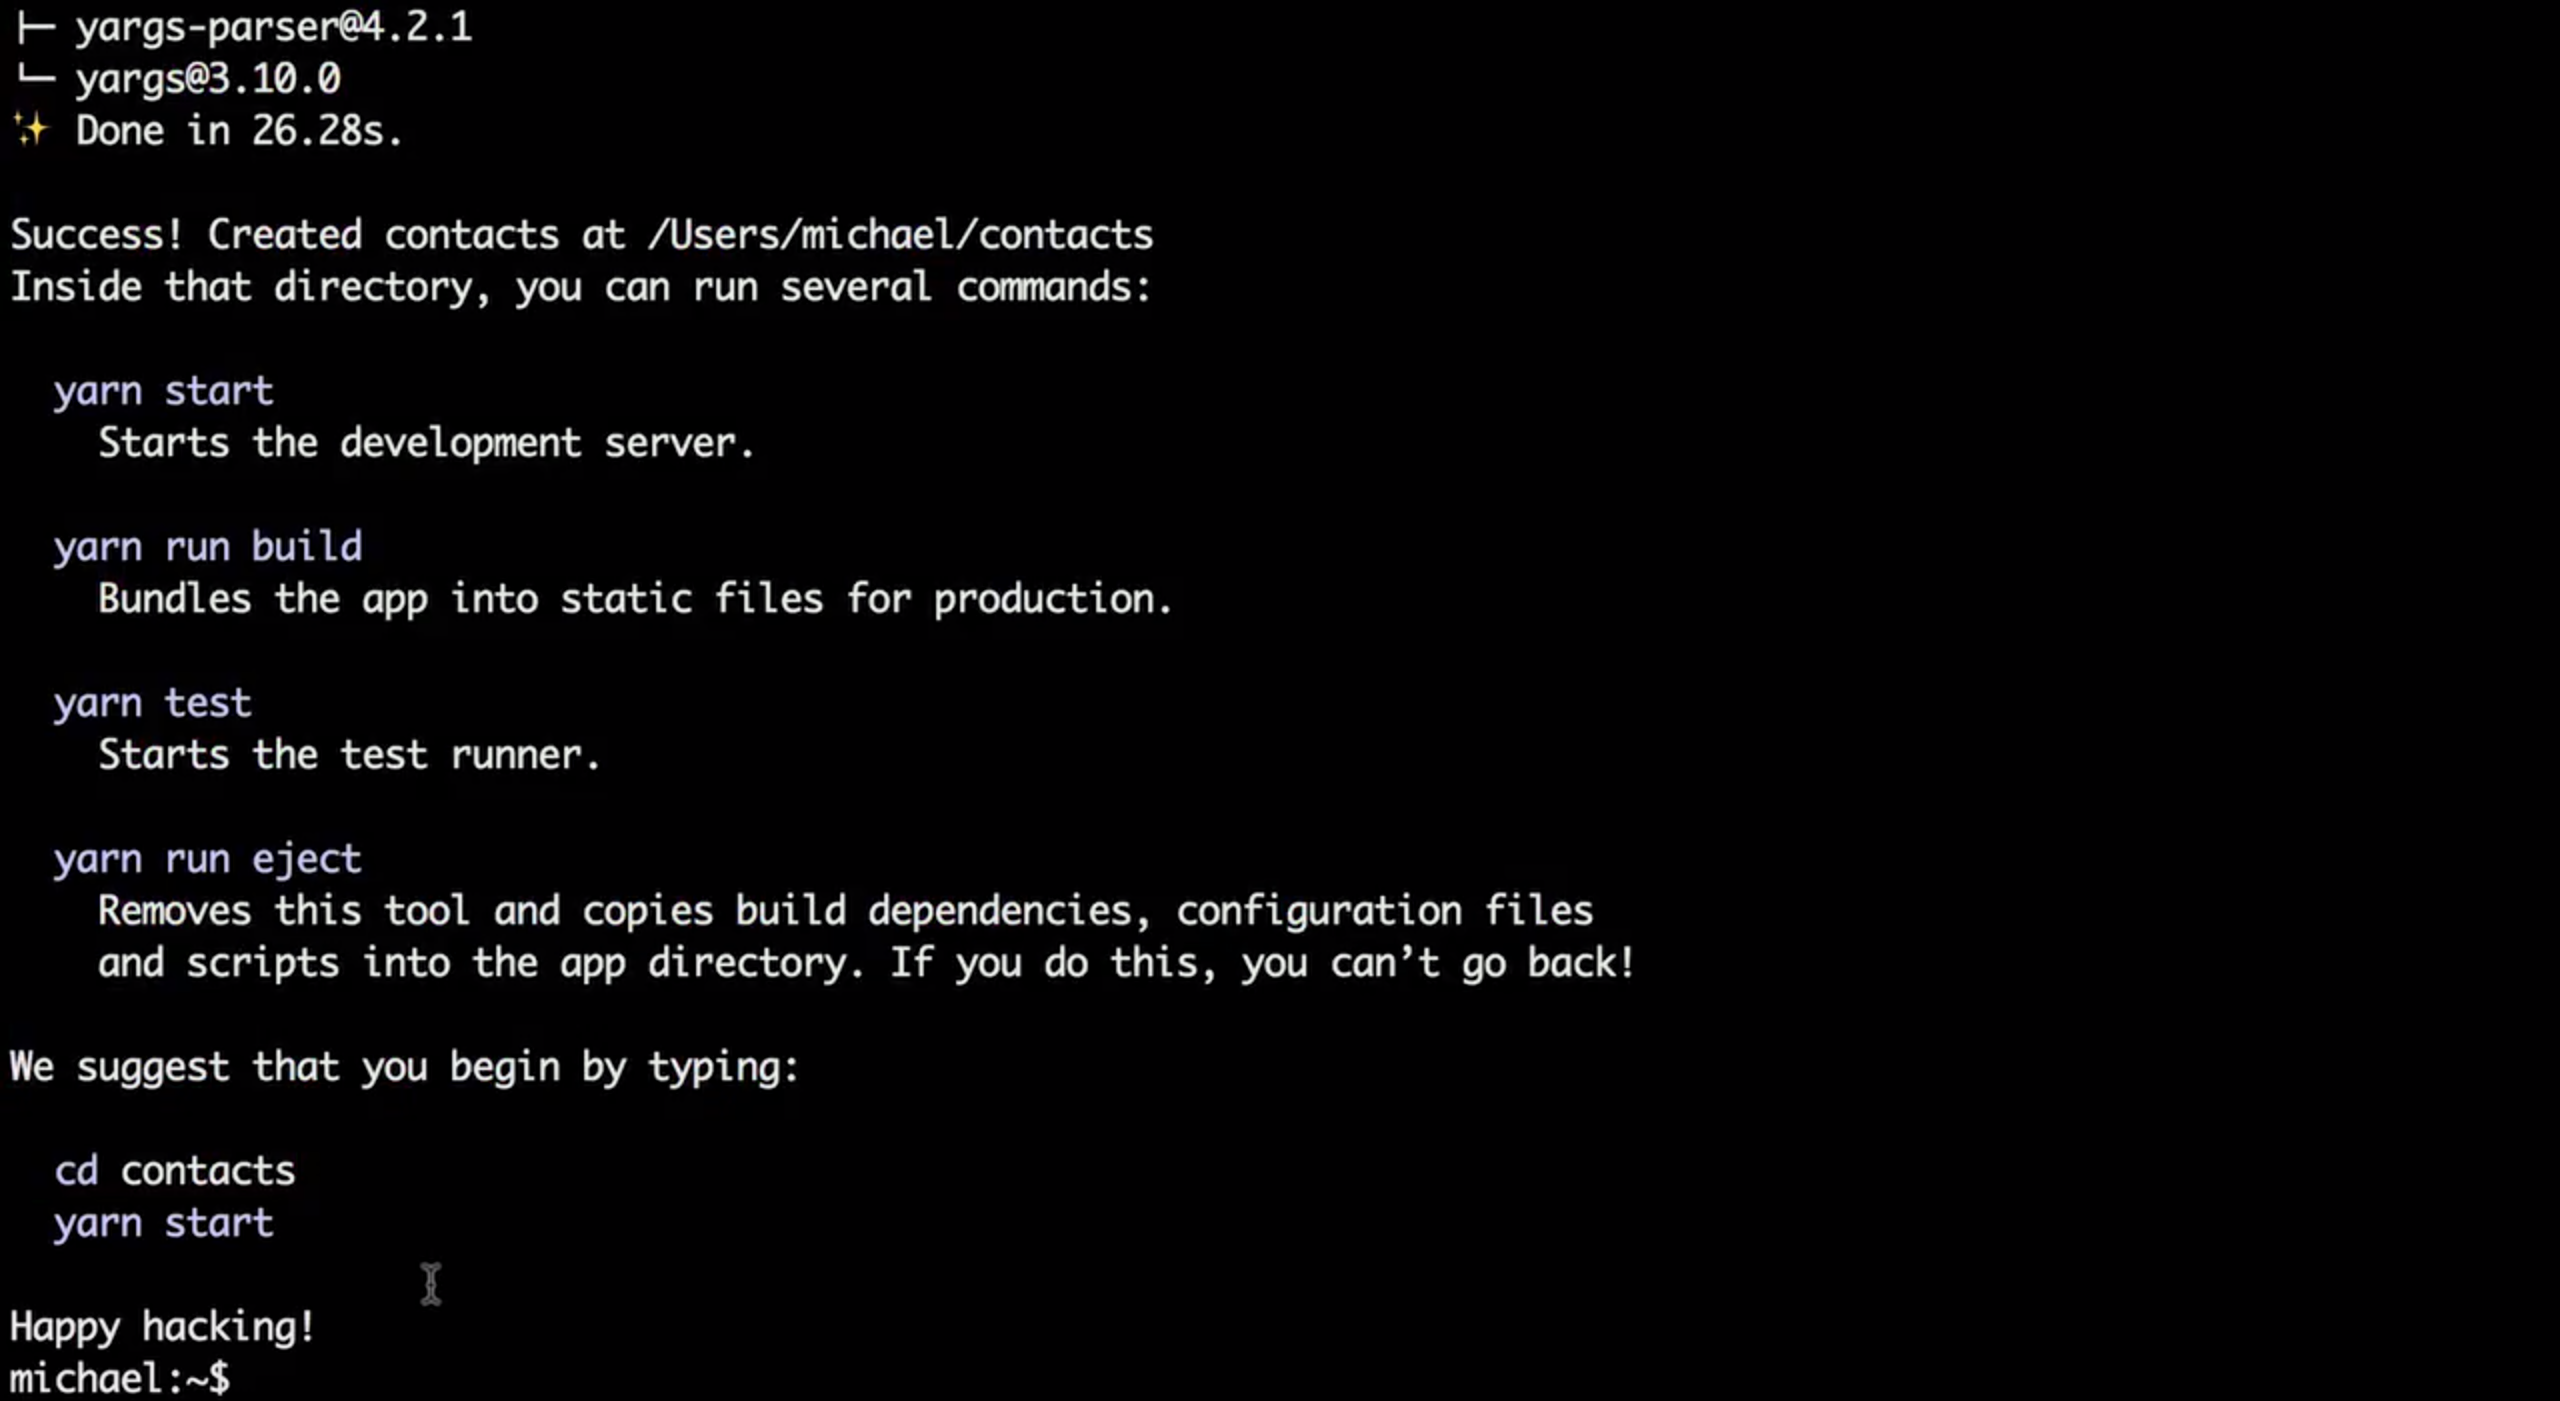 ├─ yargs-parser@4.2.1
└─ yargs@3.10.0
✨ Done in 26.28s.
Success! Created contacts at /Users/michael/contacts
Inside that directory, you can run several commands:
yarn start
Starts the development server.
yarn run build
Bundles the app into static files for production.
yarn test
Starts the test runner.
yarn run eject
Removes this tool and copies build dependencies, configuration files
and scripts into the app directory. If you do this, you can’t go back!
We suggest that you begin by typing:
cd contacts
yarn start
Happy hacking!
michael:~$